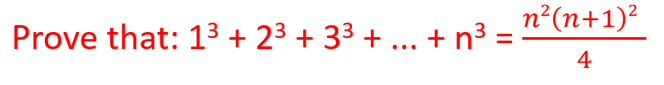 Prove that: 1³ + 2³ + 3³ + ... + n³ = n²(n+1)²/4